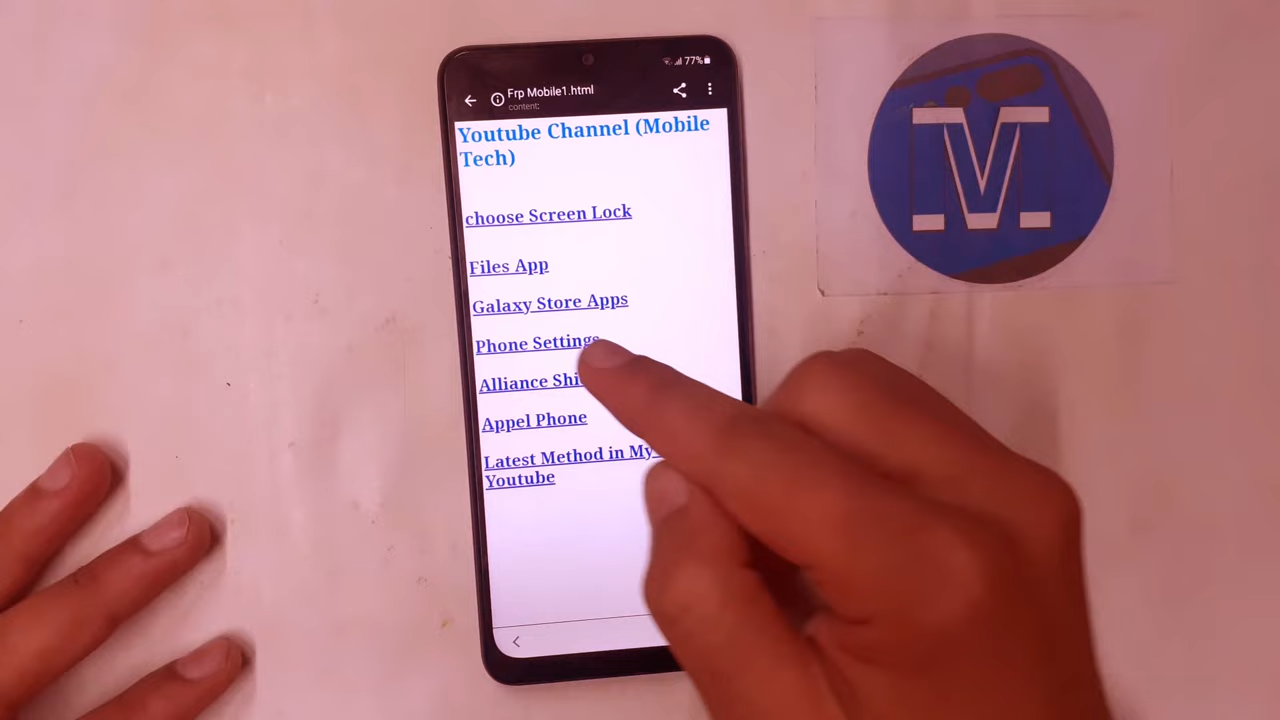 77%
Frp Mobile1.html
content:
Youtube Channel (Mobile
Tech)
choose Screen Lock
Files App
Galaxy Store Apps
Phone Settings
Alliance
Appel Phone
Latest Method in My
Youtube
M